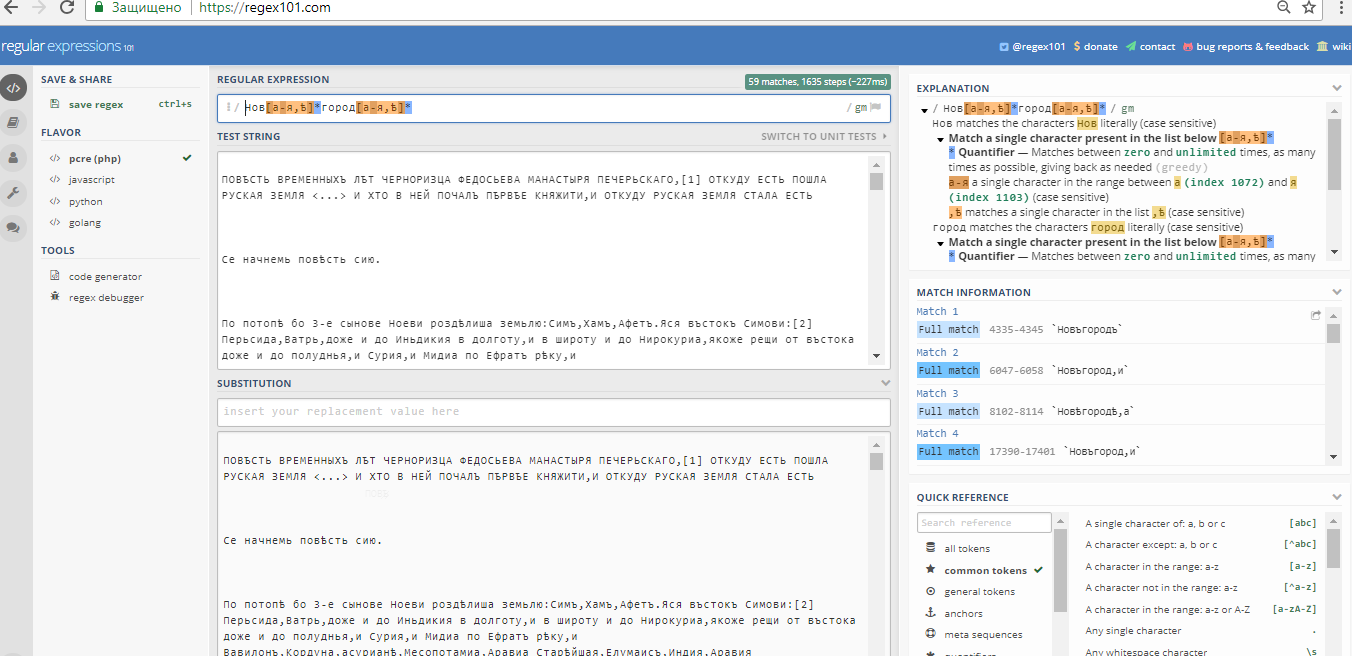 Защищено
https://regex101.com
regular expressions 101
@regex101 $ donate contact bug reports & feedback wiki
SAVE & SHARE
save regex ctrl+s
FLAVOR
</> pcre (php)
</> javascript
</> python
</> golang
TOOLS
code generator
regex debugger
REGULAR EXPRESSION
59 matches, 1635 steps (~227ms)
/ Нов[а-я,ѣ]*город[а-я,ѣ]* / gm
TEST STRING
SWITCH TO UNIT TESTS
ПОВѢСТЬ ВРЕМЕННЫХЪ ЛѢТ ЧЕРНОРИЗЦА ФЕДОСЬЕВА МАНАСТЫРЯ ПЕЧЕРЬСКАГО,[1] ОТКУДУ ЕСТЬ ПОШЛА
РУСКАЯ ЗЕМЛЯ <...> И ХТО В НЕЙ ПОЧАЛЪ ПѢРВѢЕ КНЯЖИТИ,И ОТКУДУ РУСКАЯ ЗЕМЛЯ СТАЛА ЕСТЬ
Се начнемь повѣсть сию.
По потопѣ бо 3-е сынове Ноеви роздѣлиша земьлю:Симъ,Хамъ,Афетъ.Яся въстокъ Симови:[2]
Перьсида,Ватрь,доже и до Иньдикия в долготу,и в широту и до Нирокуриа,якоже рещи от въстока
доже и до полуднья,и Сурия,и Мидиа по Ефратъ рѣку,и
SUBSTITUTION
insert your replacement value here
ПОВѢСТЬ ВРЕМЕННЫХЪ ЛѢТ ЧЕРНОРИЗЦА ФЕДОСЬЕВА МАНАСТЫРЯ ПЕЧЕРЬСКАГО,[1] ОТКУДУ ЕСТЬ ПОШЛА
РУСКАЯ ЗЕМЛЯ <...> И ХТО В НЕЙ ПОЧАЛЪ ПѢРВѢЕ КНЯЖИТИ,И ОТКУДУ РУСКАЯ ЗЕМЛЯ СТАЛА ЕСТЬ
Се начнемь повѣсть сию.
По потопѣ бо 3-е сынове Ноеви роздѣлиша земьлю:Симъ,Хамъ,Афетъ.Яся въстокъ Симови:[2]
Перьсида,Ватрь,доже и до Иньдикия в долготу,и в широту и до Нирокуриа,якоже рещи от въстока
доже и до полуднья,и Сурия,и Мидиа по Ефратъ рѣку,и
Вавилонъ,Кордуна,асурианѣ,Месопотамиа,Аравиа Старѣйшая,Елумаисъ,Индия,Аравия
EXPLANATION
/ Нов[а-я,ѣ]*город[а-я,ѣ]* / gm
Нов matches the characters Нов literally (case sensitive)
Match a single character present in the list below [а-я,ѣ]*
* Quantifier — Matches between zero and unlimited times, as many
times as possible, giving back as needed (greedy)
а-я a single character in the range between а (index 1072) and я
(index 1103) (case sensitive)
,ѣ matches a single character in the list ,ѣ (case sensitive)
город matches the characters город literally (case sensitive)
Match a single character present in the list below [а-я,ѣ]*
* Quantifier — Matches between zero and unlimited times, as many
MATCH INFORMATION
Match 1
Full match 4335-4345 `Новъгородъ`
Match 2
Full match 6047-6058 `Новъгород,и`
Match 3
Full match 8102-8114 `Новѣгородѣ,а`
Match 4
Full match 17390-17401 `Новъгород,и`
QUICK REFERENCE
Search reference
all tokens
common tokens
general tokens
anchors
meta sequences
quantifiers
A single character of: a, b or c [abc]
A character except: a, b or c [^abc]
A character in the range: a-z [a-z]
A character not in the range: a-z [^a-z]
A character in the range: a-z or A-Z [a-zA-Z]
Any single character .
Any whitespace character \s